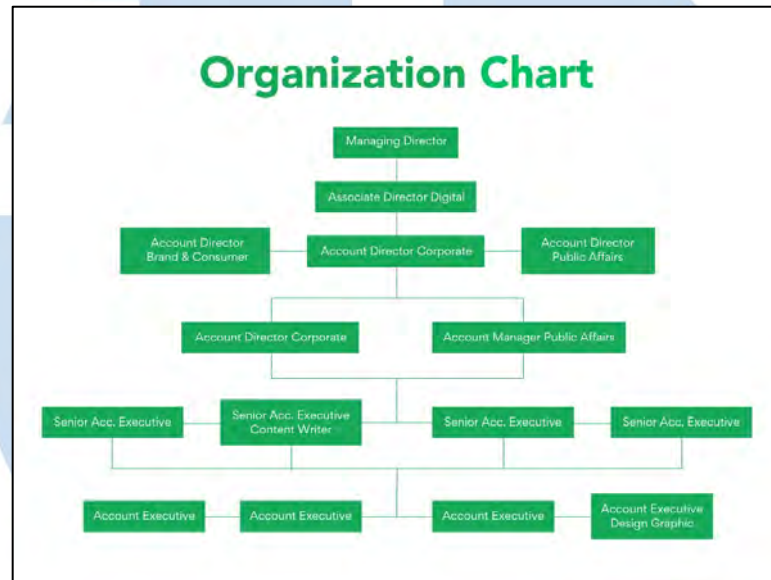 Organization Chart
Managing Director
Associate Director Digital
Account Director
Brand & Consumer
Account Director Corporate
Account Director
Public Affairs
Account Director Corporate
Account Manager Public Affairs
Senior Acc. Executive
Senior Acc. Executive
Content Writer
Senior Acc. Executive
Senior Acc. Executive
Account Executive
Account Executive
Account Executive
Account Executive
Design Graphic